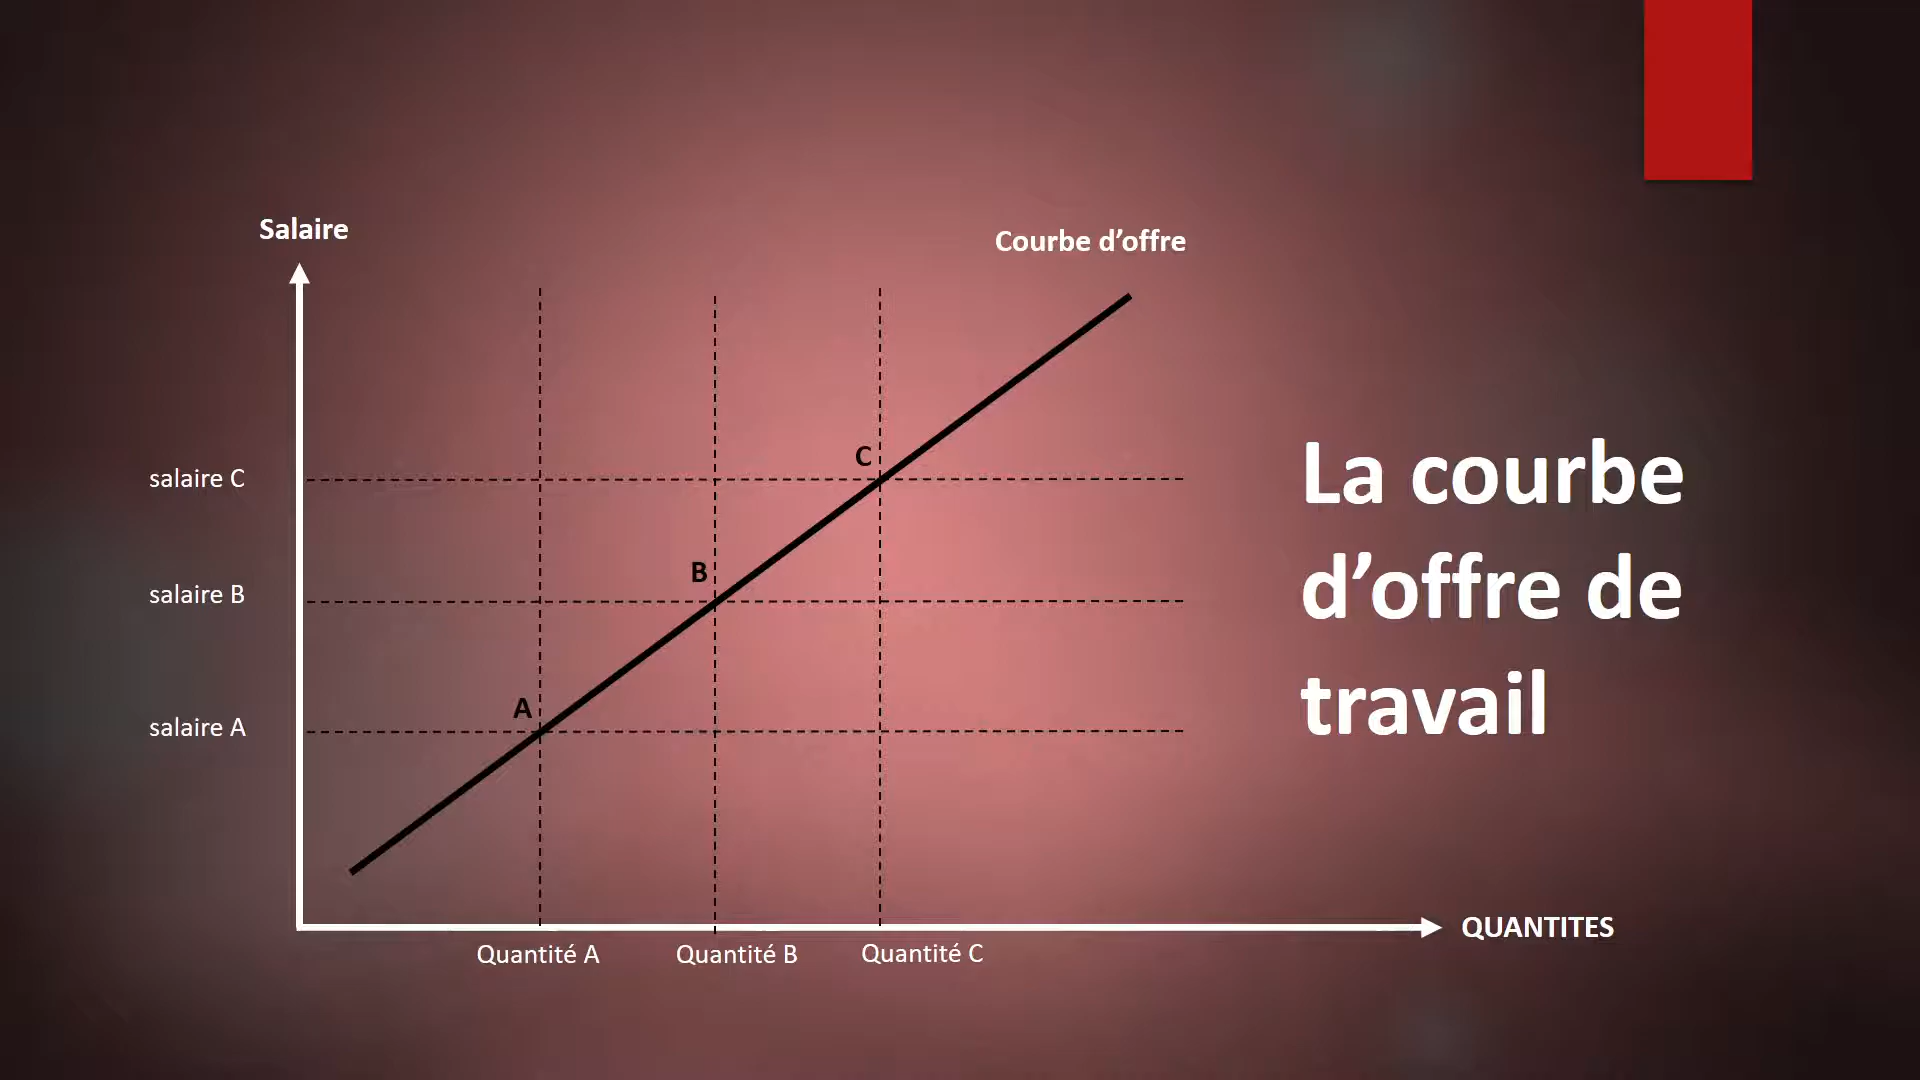 Salaire
Courbe d’offre
C
salaire C
B
salaire B
A
salaire A
La courbe
d’offre de
travail
QUANTITES
Quantité A
Quantité B
Quantité C